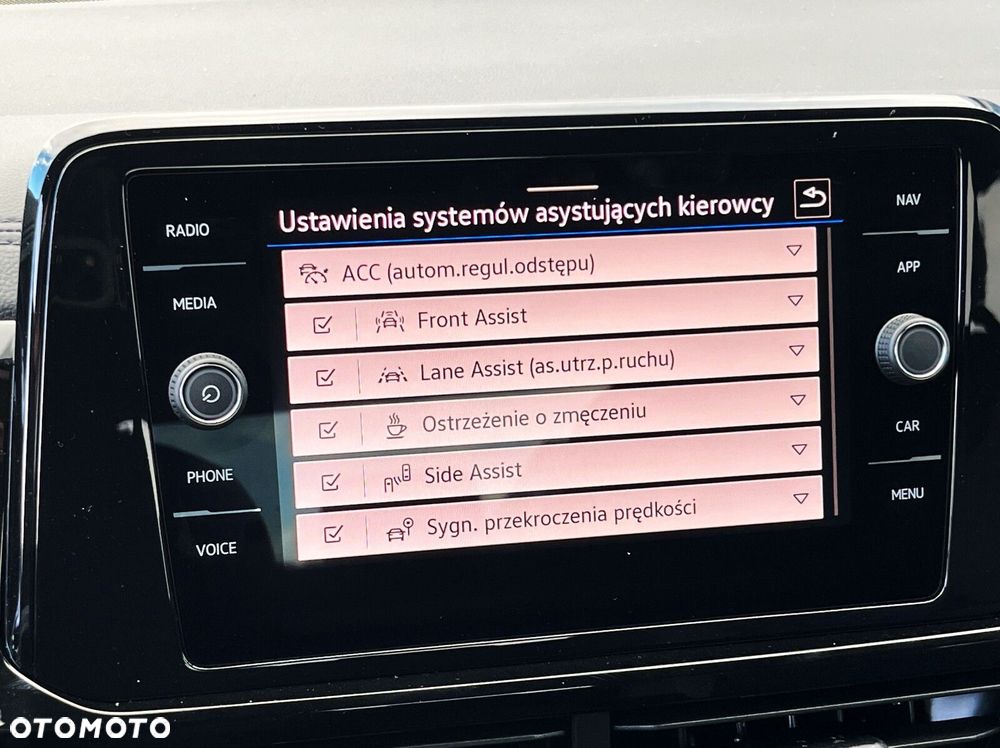 RADIO
MEDIA
PHONE
VOICE
Ustawienia systemów asystujących kierowcy
ACC (autom.regul.odstępu)
Front Assist
Lane Assist (as.utrz.p.ruchu)
Ostrzeżenie o zmęczeniu
Side Assist
Sygn. przekroczenia prędkości
NAV
APP
CAR
MENU
OTOMOTO